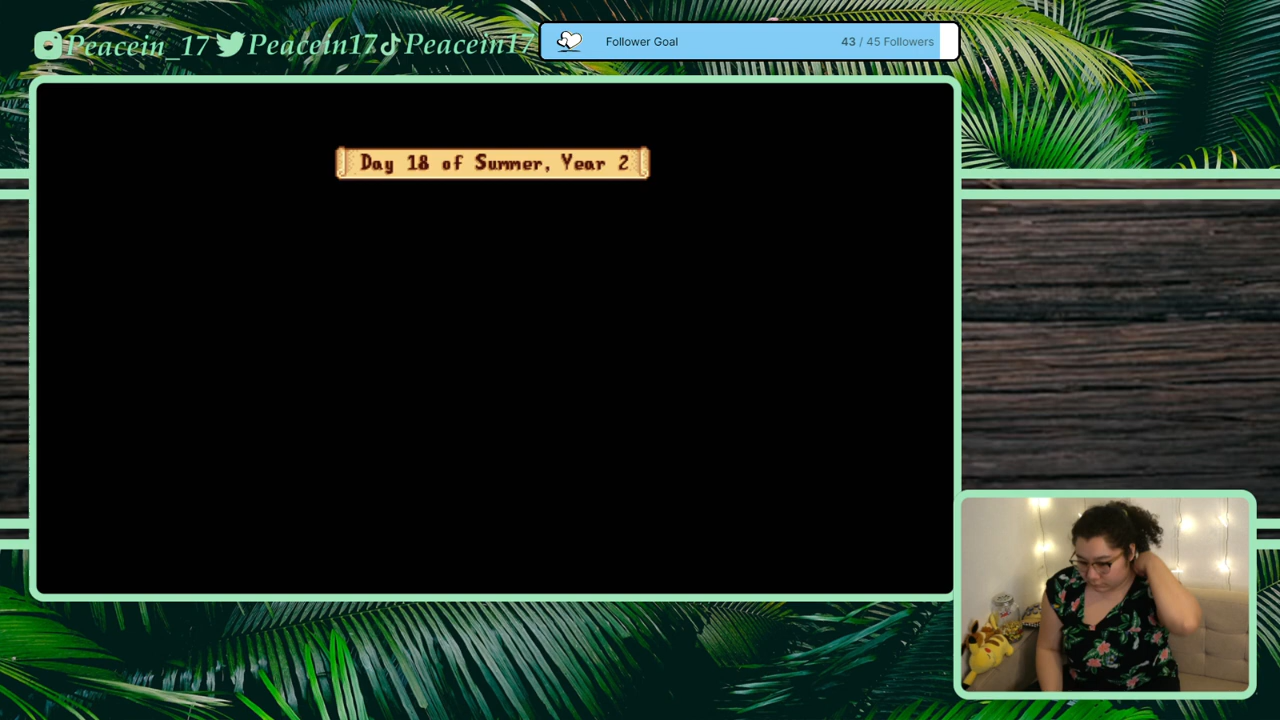 Peacein_17 Peacein17 Peacein17
Follower Goal 43 / 45 Followers
Day 18 of Summer, Year 2